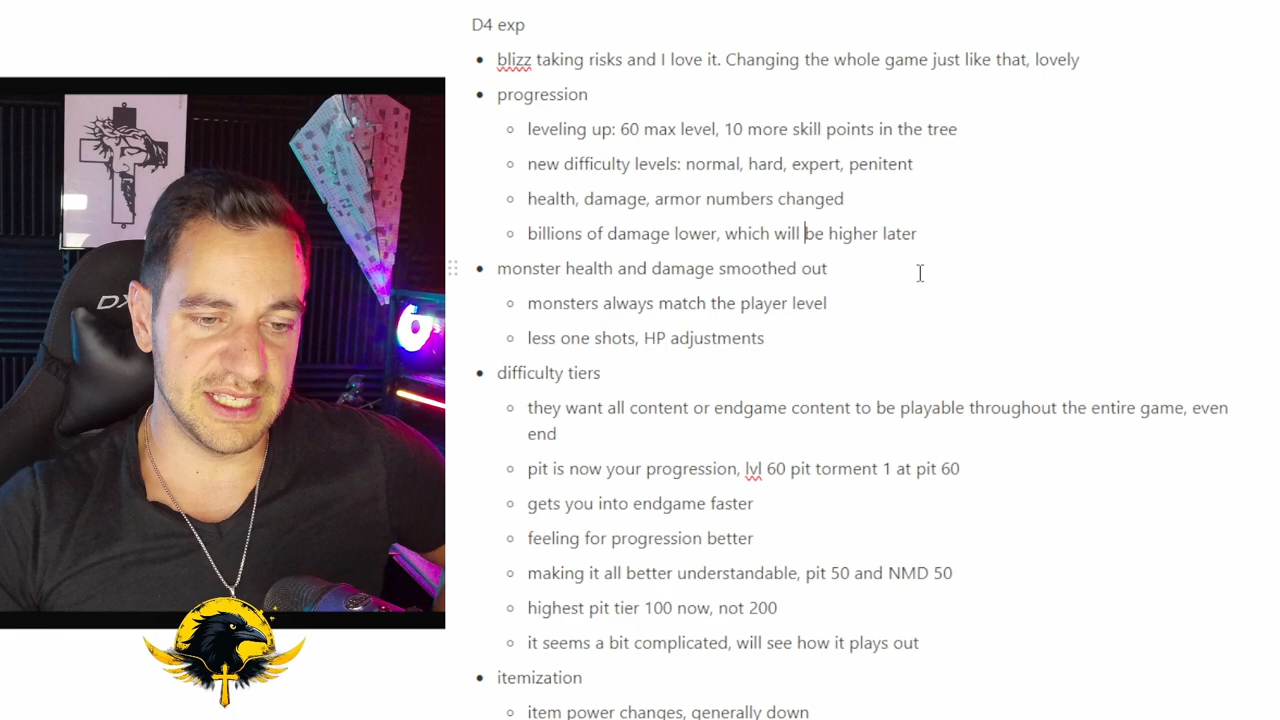 D4 exp
blizz taking risks and I love it. Changing the whole game just like that, lovely
progression
leveling up: 60 max level, 10 more skill points in the tree
new difficulty levels: normal, hard, expert, penitent
health, damage, armor numbers changed
billions of damage lower, which will be higher later
monster health and damage smoothed out
monsters always match the player level
less one shots, HP adjustments
difficulty tiers
they want all content or endgame content to be playable throughout the entire game, even
end
pit is now your progression, lvl 60 pit torment 1 at pit 60
gets you into endgame faster
feeling for progression better
making it all better understandable, pit 50 and NMD 50
highest pit tier 100 now, not 200
it seems a bit complicated, will see how it plays out
itemization
item power changes, generally down
DX